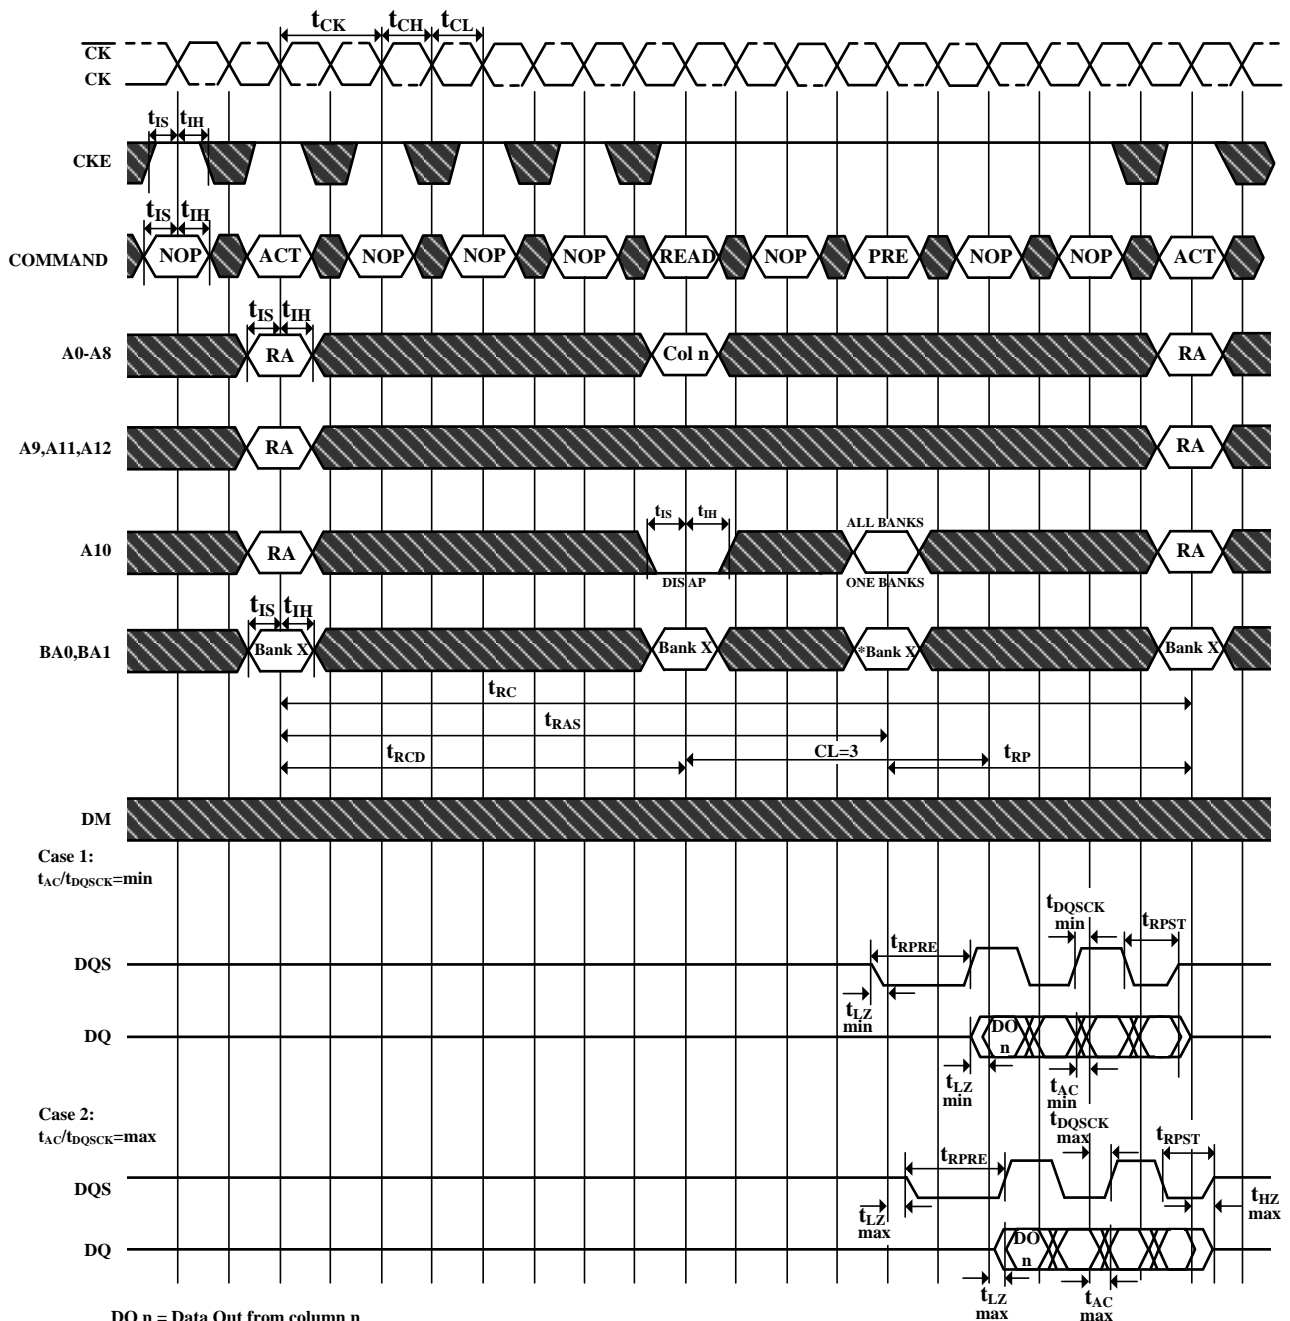 tCK tCH tCL
CK
CK
tIS tIH
CKE
tIS tIH
COMMAND NOP ACT NOP NOP NOP READ NOP PRE NOP NOP ACT
tIS tIH
A0-A8 RA Col n RA
A9,A11,A12 RA RA
tIS tIH ALL BANKS
A10 RA RA
DIS AP ONE BANKS
tIS tIH
BA0,BA1 Bank X Bank X *Bank X Bank X
tRC
tRAS
tRCD CL=3 tRP
DM
Case 1:
tAC/tDQSCK=min
tDQSCK
min
tRPST
tRPRE
DQS
tLZ
min
DQ DO
n
tLZ
min
tAC
min
Case 2:
tAC/tDQSCK=max
tDQSCK
max
tRPST
tRPRE
DQS
tLZ
max
tHZ
max
DQ DO
n
tLZ
max
tAC
max
DO n = Data Out from column n